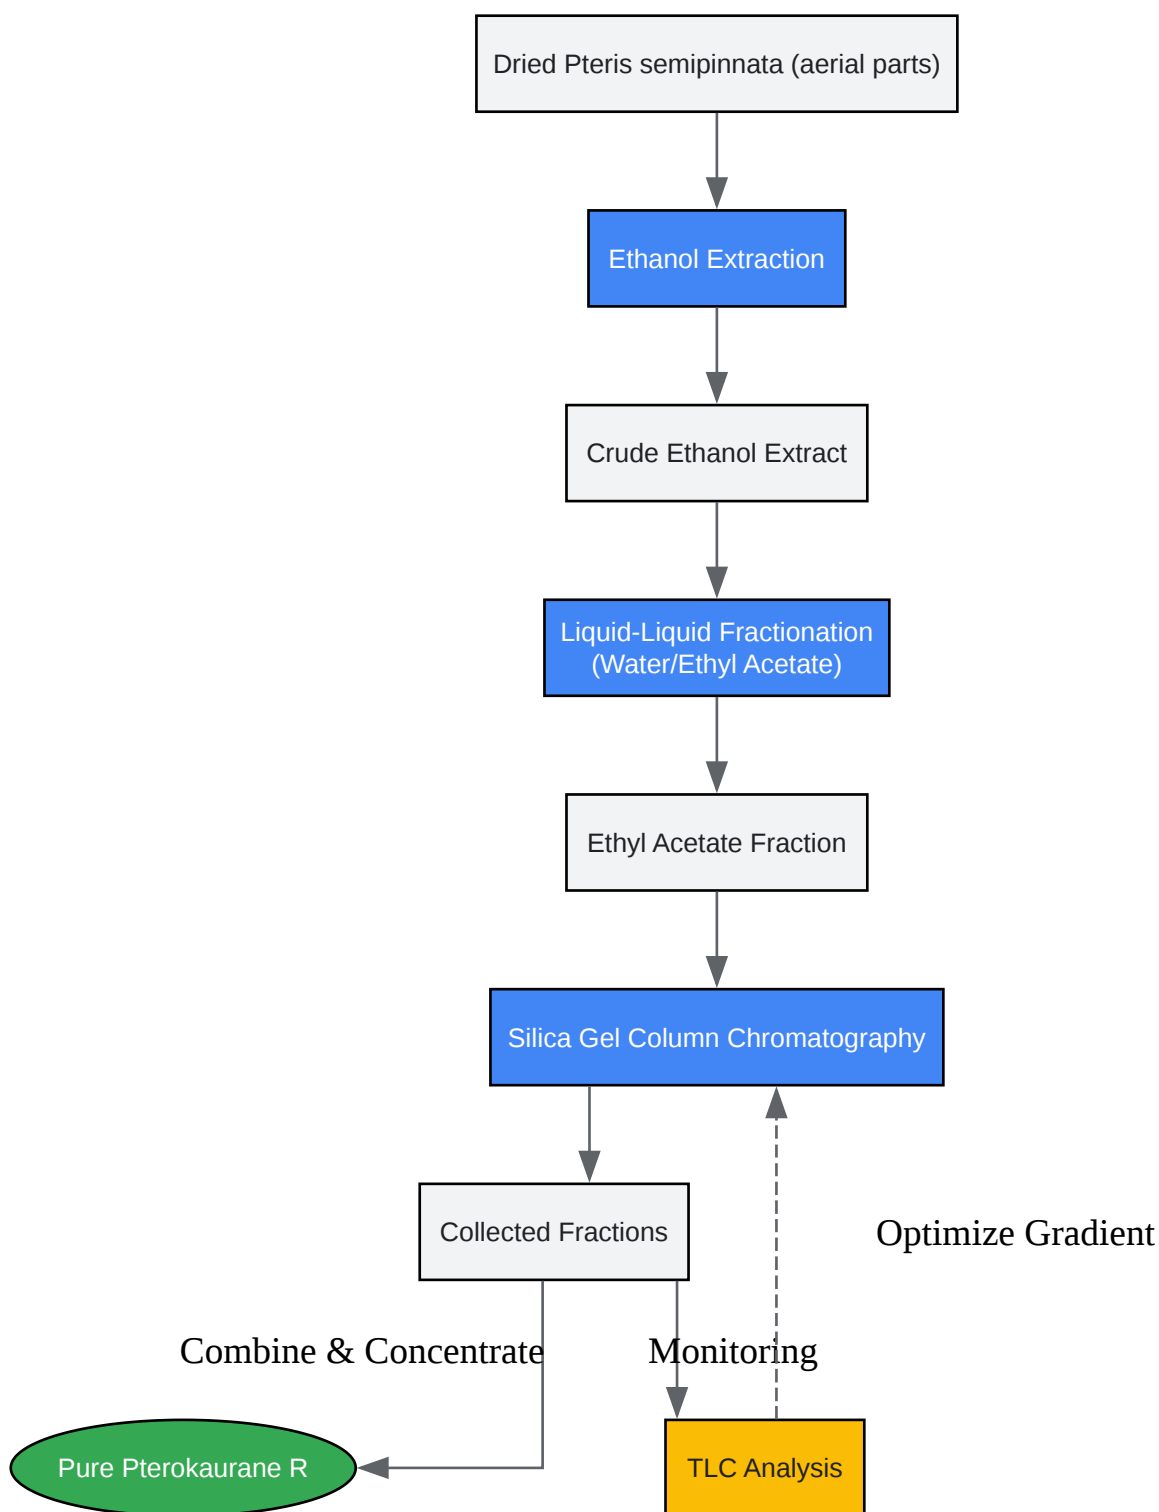 Dried Pteris semipinnata (aerial parts)
Ethanol Extraction
Crude Ethanol Extract
Liquid-Liquid Fractionation
(Water/Ethyl Acetate)
Ethyl Acetate Fraction
Silica Gel Column Chromatography
Collected Fractions
Optimize Gradient
Combine & Concentrate
Monitoring
Pure Pterokaurane R
TLC Analysis